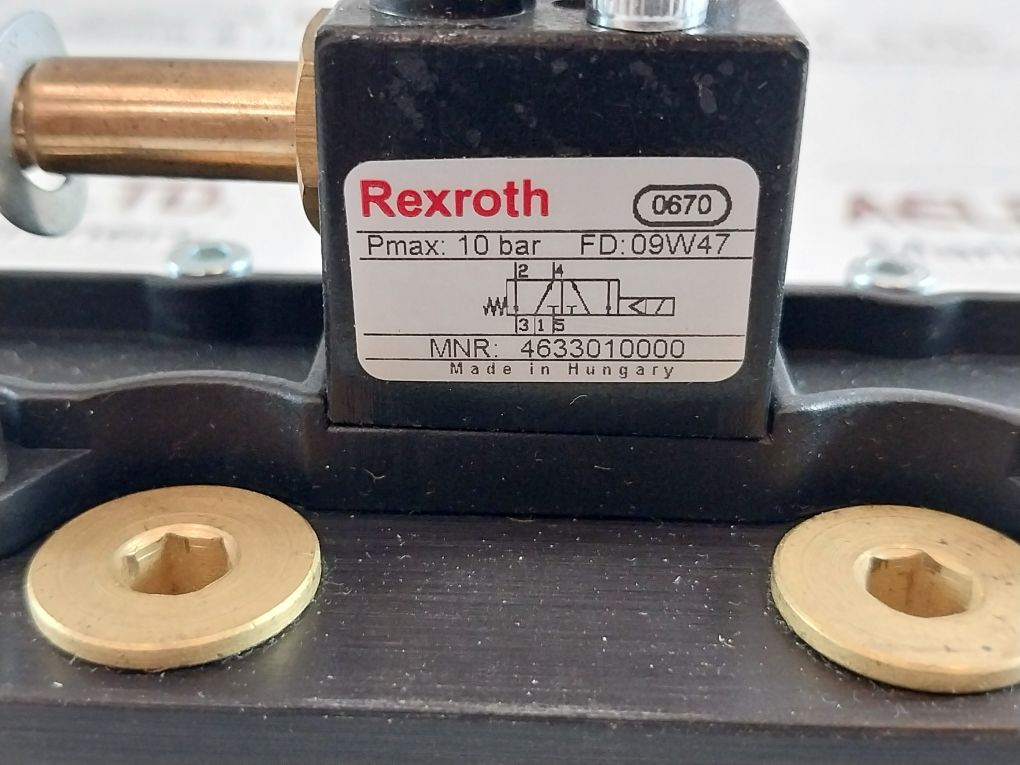 Rexroth 0670
Pmax: 10 bar FD: 09W47
2 4
3 1 5
MNR: 4633010000
Made in Hungary